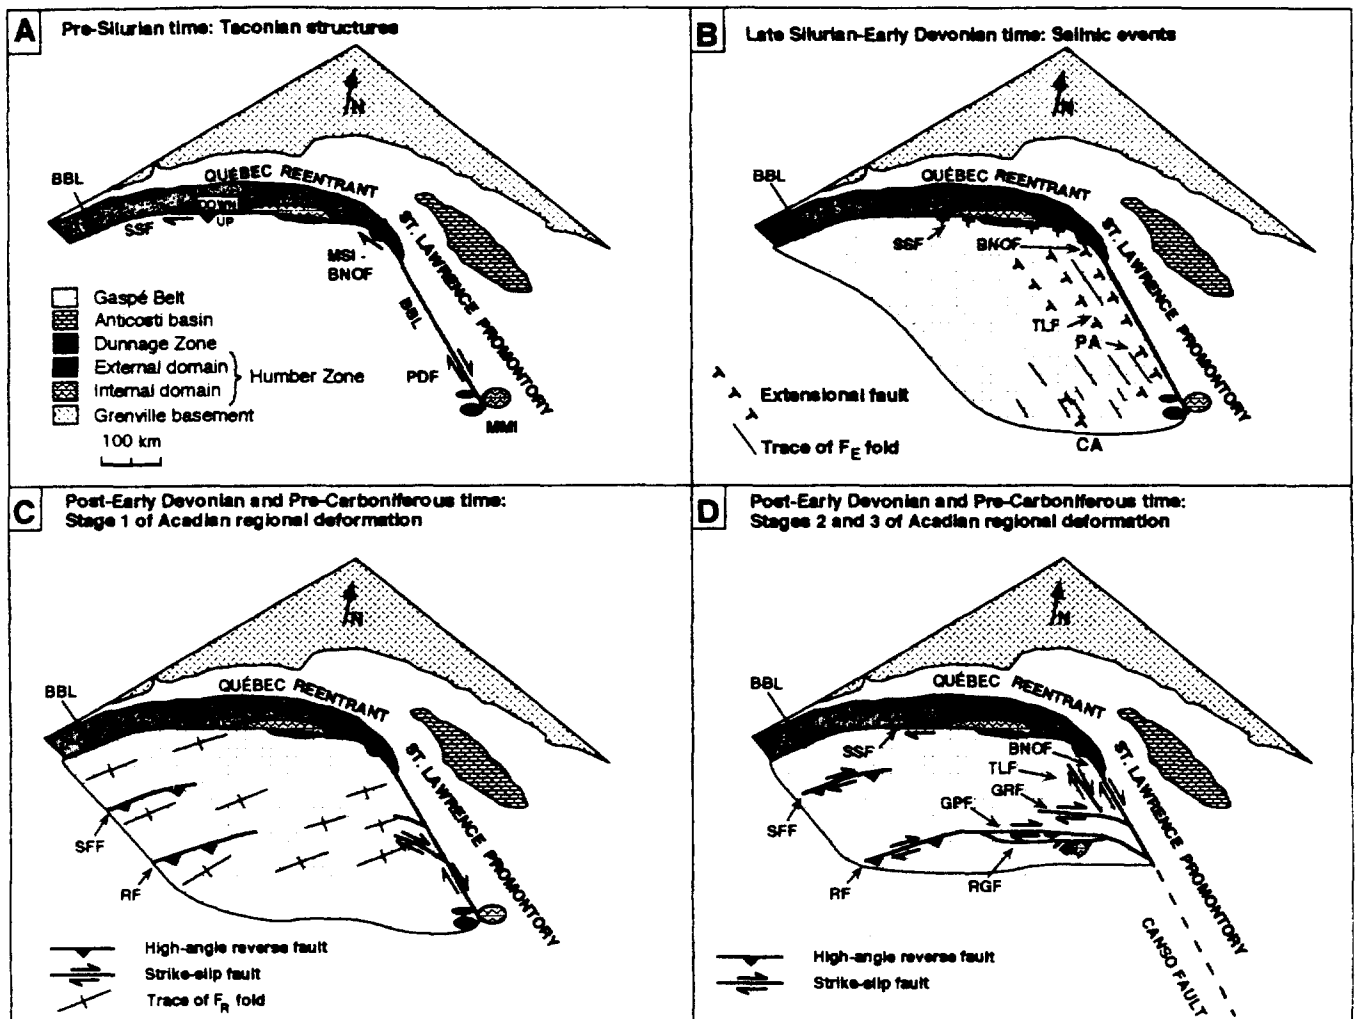 A
Pre-Silurian time: Taconian structures
N
BBL
QUÉBEC REENTRANT
DOWN
UP
SSF
MSI - BNOF
ST. LAWRENCE PROMONTORY
BBL
PDF
MMI
Gaspé Belt
Anticosti basin
Dunnage Zone
External domain
Internal domain
Humber Zone
Grenville basement
100 km
B
Late Silurian-Early Devonian time: Salinic events
N
BBL
QUÉBEC REENTRANT
SSF
BNOF
ST. LAWRENCE PROMONTORY
TLF
PA
CA
Extensional fault
Trace of FE fold
C
Post-Early Devonian and Pre-Carboniferous time:
Stage 1 of Acadian regional deformation
N
BBL
QUÉBEC REENTRANT
ST. LAWRENCE PROMONTORY
SFF
RF
High-angle reverse fault
Strike-slip fault
Trace of FR fold
D
Post-Early Devonian and Pre-Carboniferous time:
Stages 2 and 3 of Acadian regional deformation
N
BBL
QUÉBEC REENTRANT
SSF
BNOF
TLF
GRF
GPF
ST. LAWRENCE PROMONTORY
SFF
RF
RGF
CANSO FAULT
High-angle reverse fault
Strike-slip fault